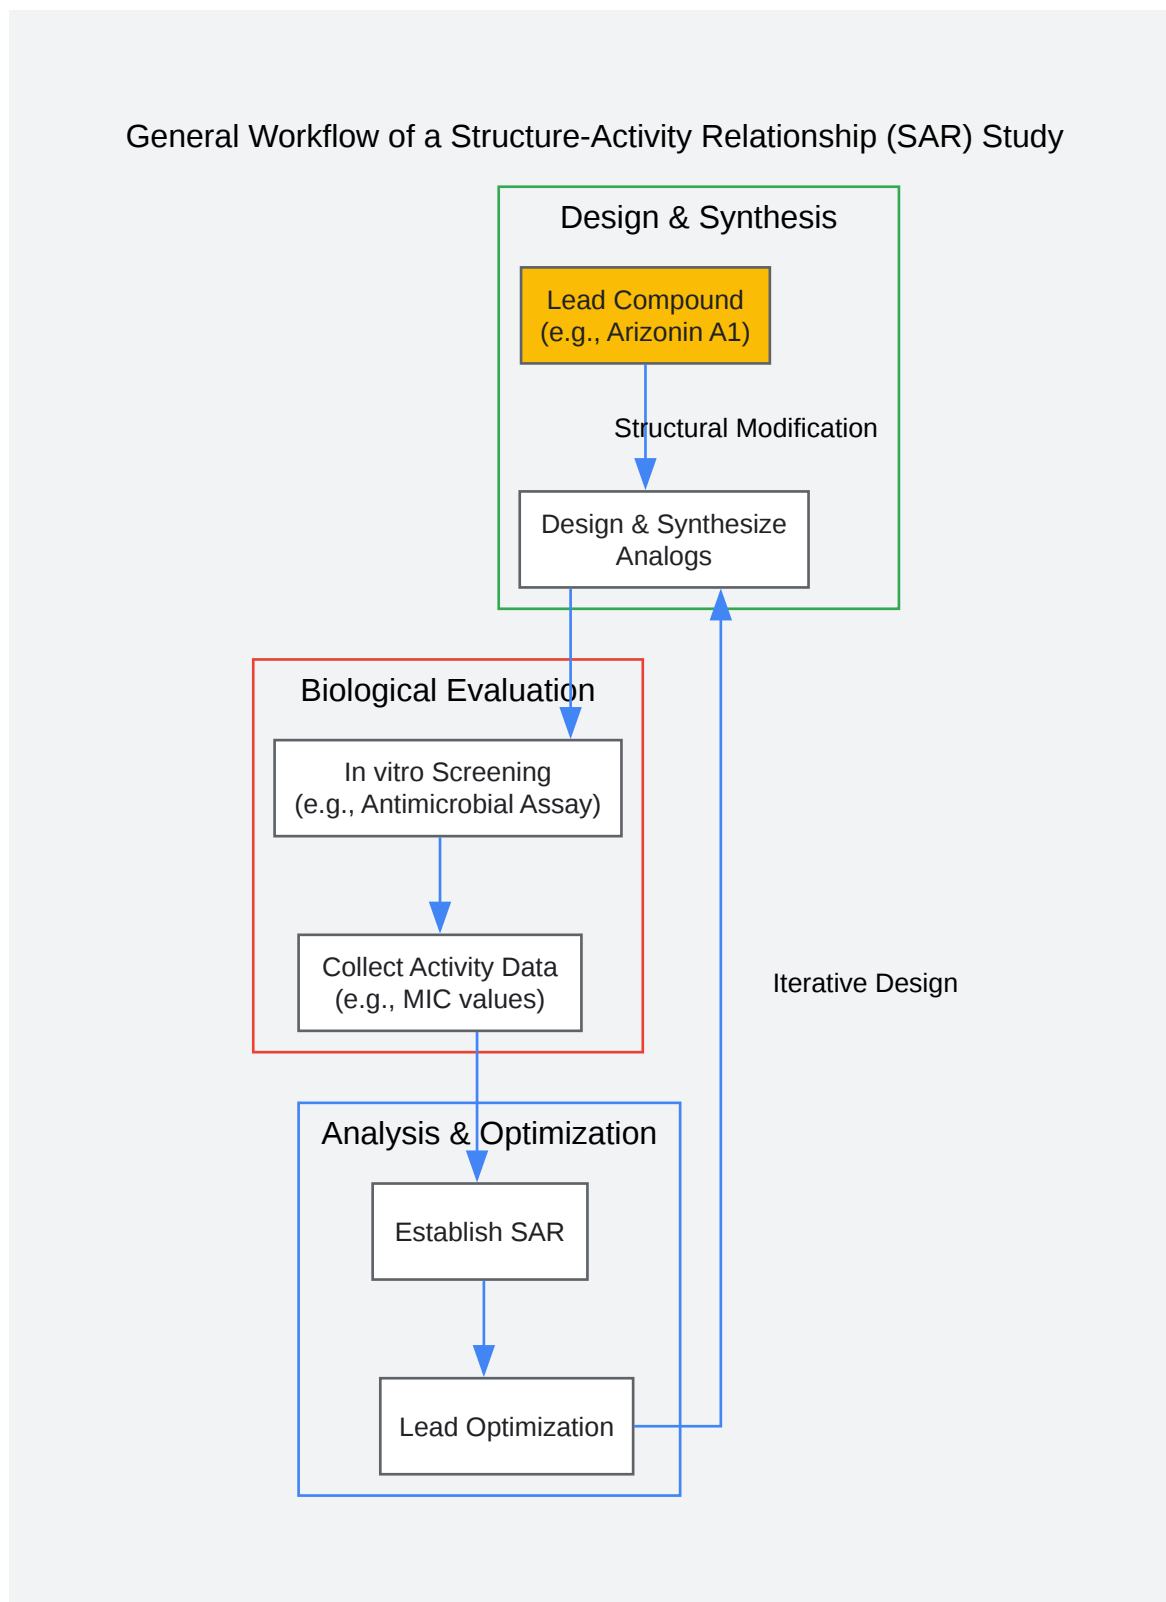 General Workflow of a Structure-Activity Relationship (SAR) Study
Design & Synthesis
Lead Compound
(e.g., Arizonin A1)
Structural Modification
Design & Synthesize
Analogs
Biological Evaluation
In vitro Screening
(e.g., Antimicrobial Assay)
Collect Activity Data
(e.g., MIC values)
Iterative Design
Analysis & Optimization
Establish SAR
Lead Optimization